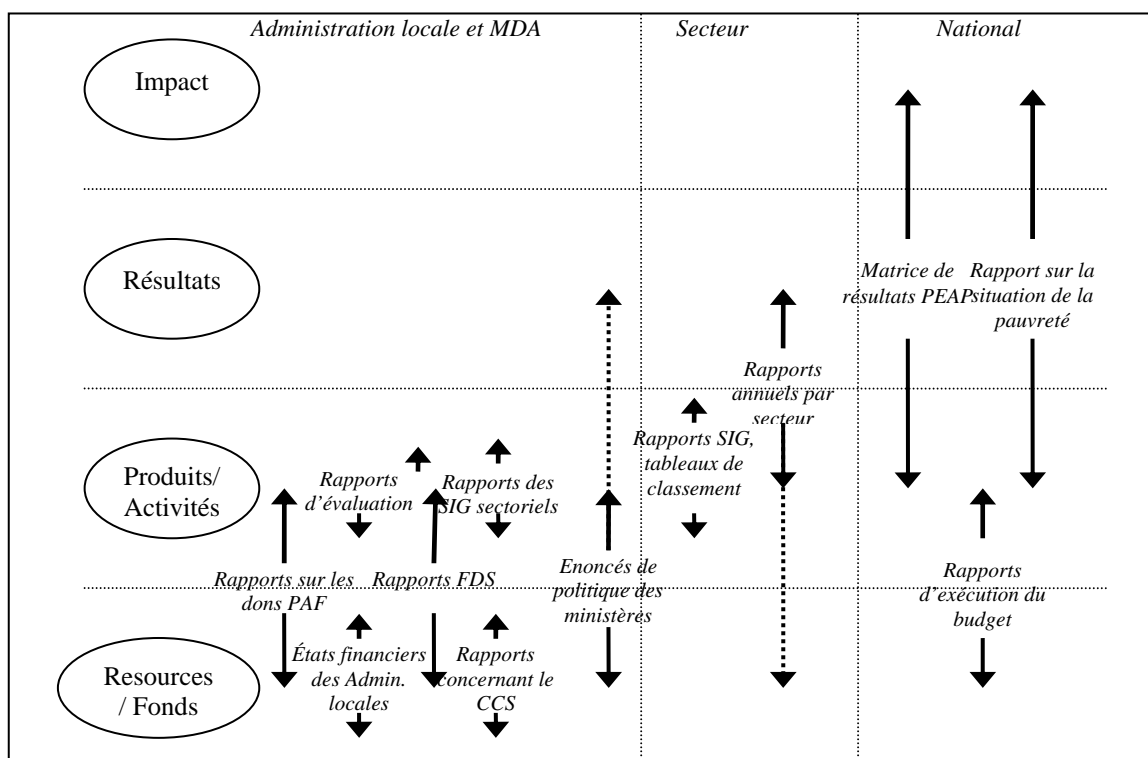 Administration locale et MDA
Secteur
National
Impact
Résultats
Matrice de
résultats PEAP
Rapport sur la
situation de la
pauvreté
Rapports
annuels par
secteur
Produits/
Activités
Rapports
d’évaluation
Rapports des
SIG sectoriels
Rapports SIG,
tableaux de
classement
Rapports sur les
dons PAF
Rapports FDS
Enoncés de
politique des
ministères
Rapports
d’exécution du
budget
Resources
/ Fonds
États financiers
des Admin.
locales
Rapports
concernant le
CCS